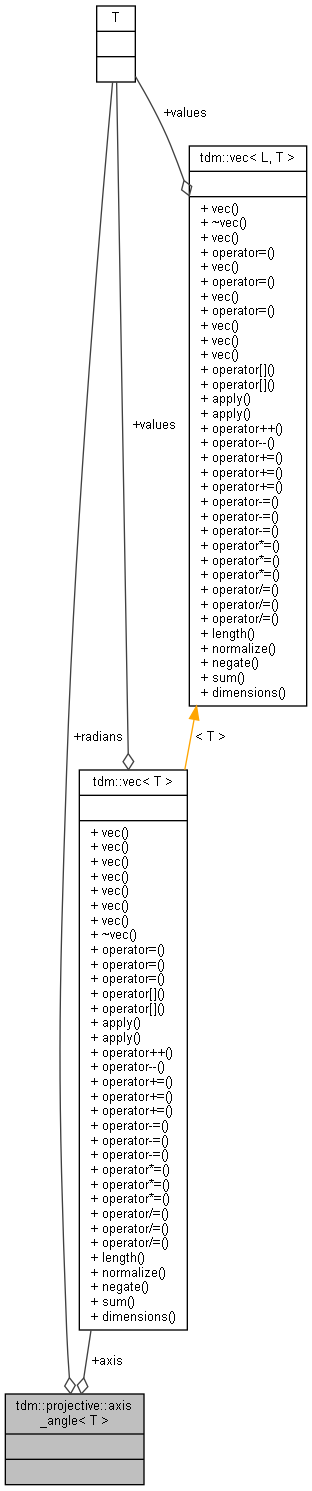 T
+values
tdm::vec< L, T >
+ vec()
+ ~vec()
+ vec()
+ operator=()
+ vec()
+ operator=()
+ vec()
+ operator=()
+ vec()
+ vec()
+ vec()
+ operator[]()
+ operator[]()
+ apply()
+ apply()
+ operator++()
+ operator--()
+ operator+=()
+ operator+=()
+ operator+=()
+ operator-=()
+ operator-=()
+ operator-=()
+ operator*=()
+ operator*=()
+ operator*=()
+ operator/=()
+ operator/=()
+ operator/=()
+ length()
+ normalize()
+ negate()
+ sum()
+ dimensions()
+values
+radians
< T >
tdm::vec< T >
+ vec()
+ vec()
+ vec()
+ vec()
+ vec()
+ vec()
+ vec()
+ ~vec()
+ operator=()
+ operator=()
+ operator=()
+ operator[]()
+ operator[]()
+ apply()
+ apply()
+ operator++()
+ operator--()
+ operator+=()
+ operator+=()
+ operator+=()
+ operator-=()
+ operator-=()
+ operator-=()
+ operator*=()
+ operator*=()
+ operator*=()
+ operator/=()
+ operator/=()
+ operator/=()
+ length()
+ normalize()
+ negate()
+ sum()
+ dimensions()
+axis
tdm::projective::axis
_angle< T >